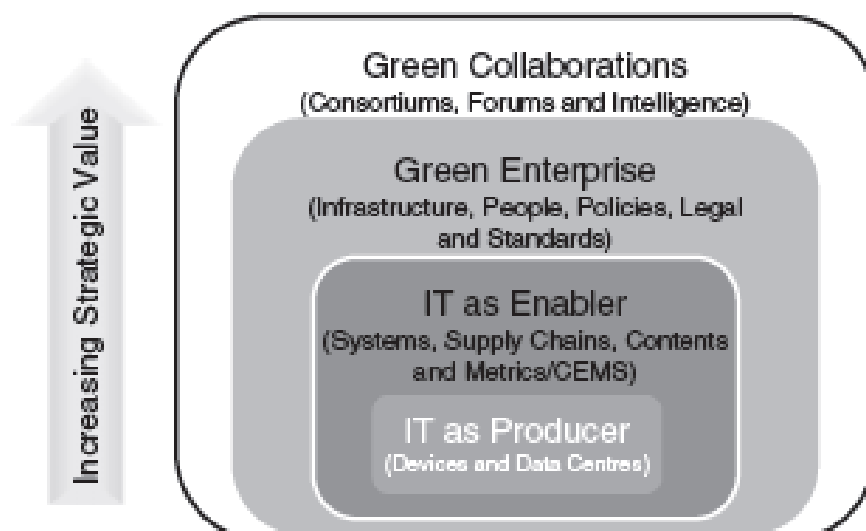 Increasing Strategic Value
Green Collaborations
(Consortiums, Forums and Intelligence)
Green Enterprise
(Infrastructure, People, Policies, Legal
and Standards)
IT as Enabler
(Systems, Supply Chains, Contents
and Metrics/CEMS)
IT as Producer
(Devices and Data Centres)